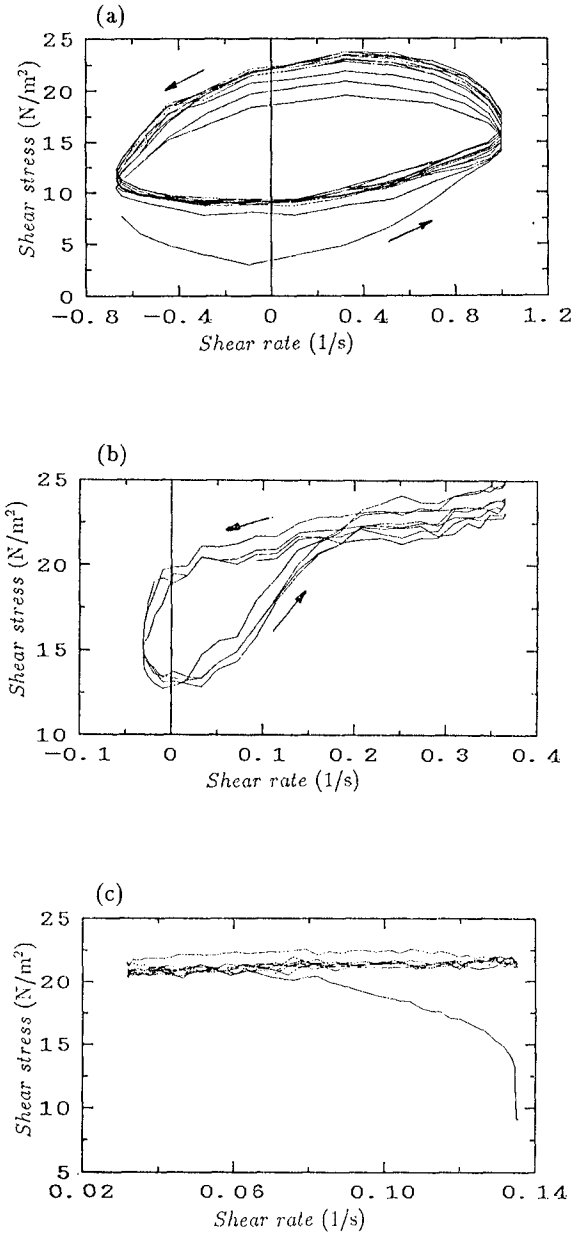 (a)
25
20
15
10
5
0
Shear stress (N/m²)
−0.8 −0.4 0 0.4 0.8 1.2
Shear rate (1/s)
(b)
25
20
15
10
Shear stress (N/m²)
−0.1 0 0.1 0.2 0.3 0.4
Shear rate (1/s)
(c)
25
20
15
10
5
Shear stress (N/m²)
0.02 0.06 0.10 0.14
Shear rate (1/s)